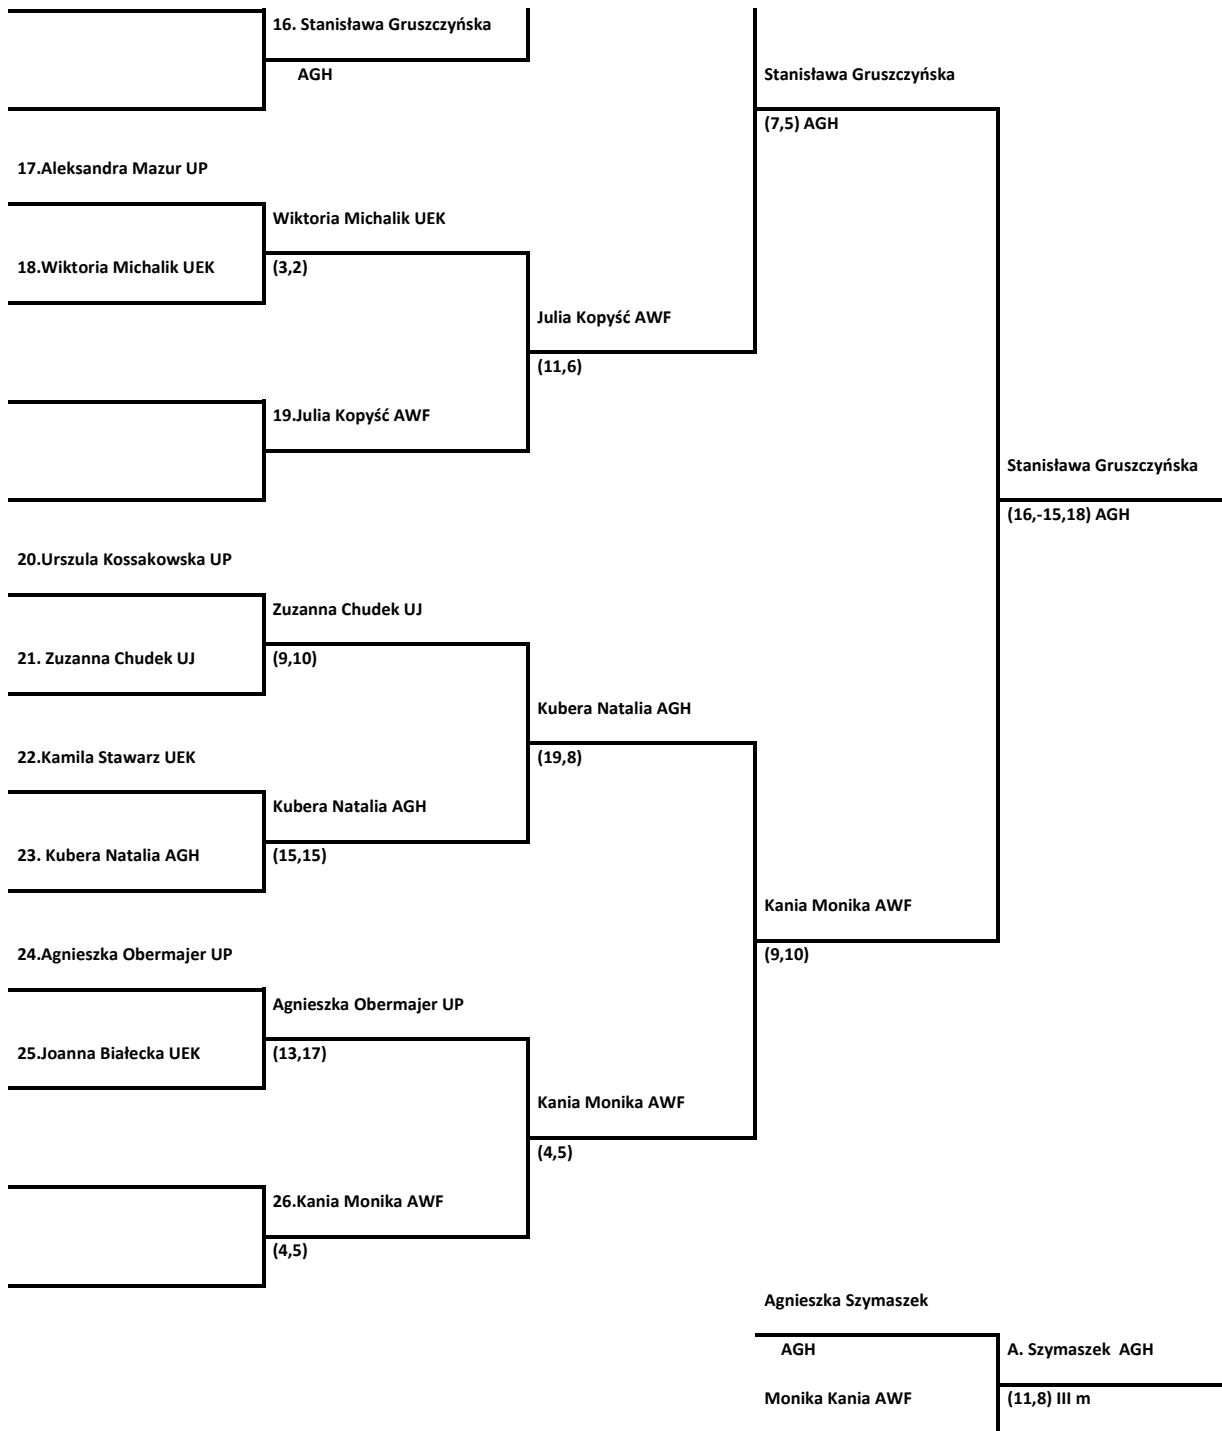 16. Stanisława Gruszczyńska
AGH
Stanisława Gruszczyńska
(7,5) AGH
17.Aleksandra Mazur UP
Wiktoria Michalik UEK
18.Wiktoria Michalik UEK
(3,2)
Julia Kopyść AWF
(11,6)
19.Julia Kopyść AWF
Stanisława Gruszczyńska
(16,-15,18) AGH
20.Urszula Kossakowska UP
Zuzanna Chudek UJ
21. Zuzanna Chudek UJ
(9,10)
Kubera Natalia AGH
22.Kamila Stawarz UEK
(19,8)
Kubera Natalia AGH
23. Kubera Natalia AGH
(15,15)
Kania Monika AWF
24.Agnieszka Obermajer UP
(9,10)
Agnieszka Obermajer UP
25.Joanna Białecka UEK
(13,17)
Kania Monika AWF
(4,5)
26.Kania Monika AWF
(4,5)
Agnieszka Szymaszek
AGH
A. Szymaszek  AGH
Monika Kania AWF
(11,8) III m